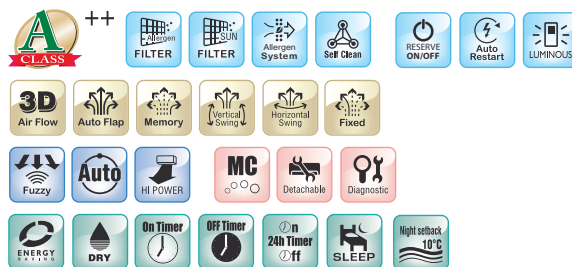 A ++
CLASS
Allergen
FILTER
SUN
FILTER
Allergen
System
Self Clean
RESERVE
ON/OFF
Auto
Restart
LUMINOUS
3D
Air Flow
Auto Flap
Memory
Vertical
Swing
Horizontal
Swing
Fixed
Fuzzy
Auto
HI POWER
MC
Detachable
Diagnostic
ENERGY
SAVING
DRY
On Timer
OFF Timer
On
24h Timer
Off
SLEEP
Night setback
10°C